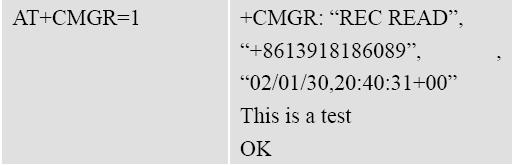 AT+CMGR=1
+CMGR: “REC READ”,
“+8613918186089”, ,
“02/01/30,20:40:31+00”
This is a test
OK